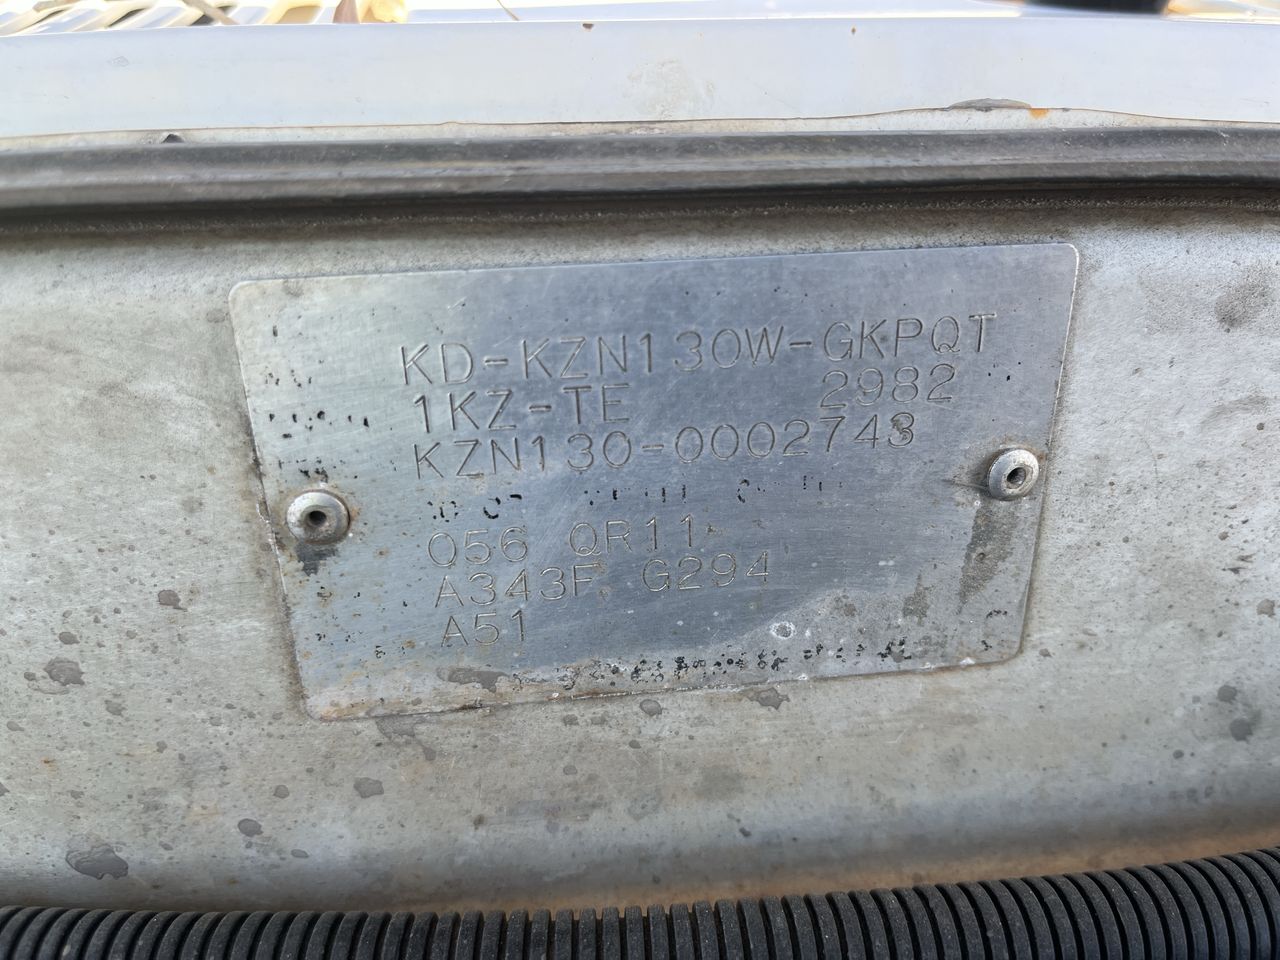 KD-KZN130W-GKPQT
1KZ-TE 2982
KZN130-0002743
056 QR11
A343F G294
A51